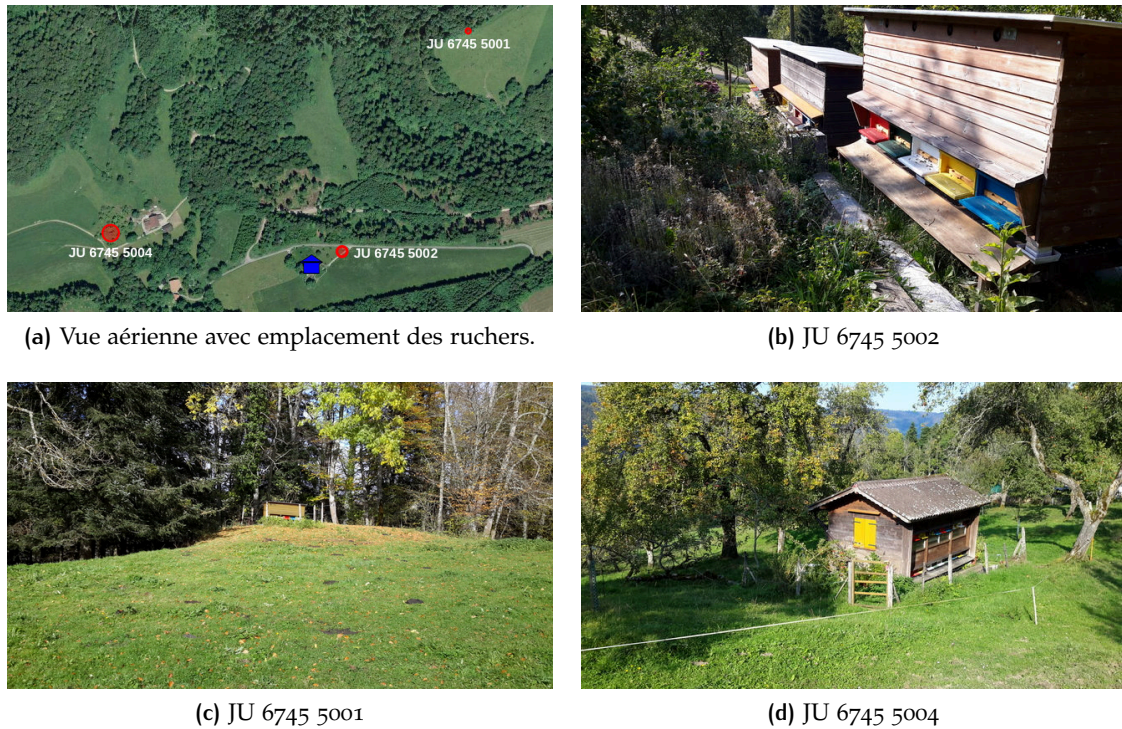 JU 6745 5001
JU 6745 5004
JU 6745 5002
(a) Vue aérienne avec emplacement des ruchers.
(b) JU 6745 5002
(c) JU 6745 5001
(d) JU 6745 5004